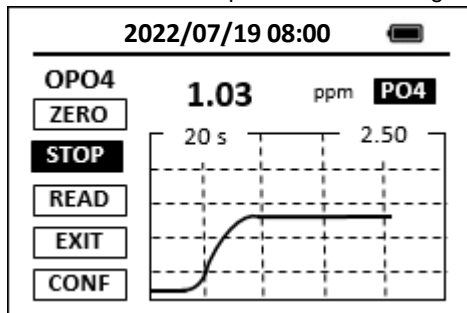 2022/07/19 08:00
OPO4
1.03 ppm PO4
ZERO
20 s 2.50
STOP
READ
EXIT
CONF